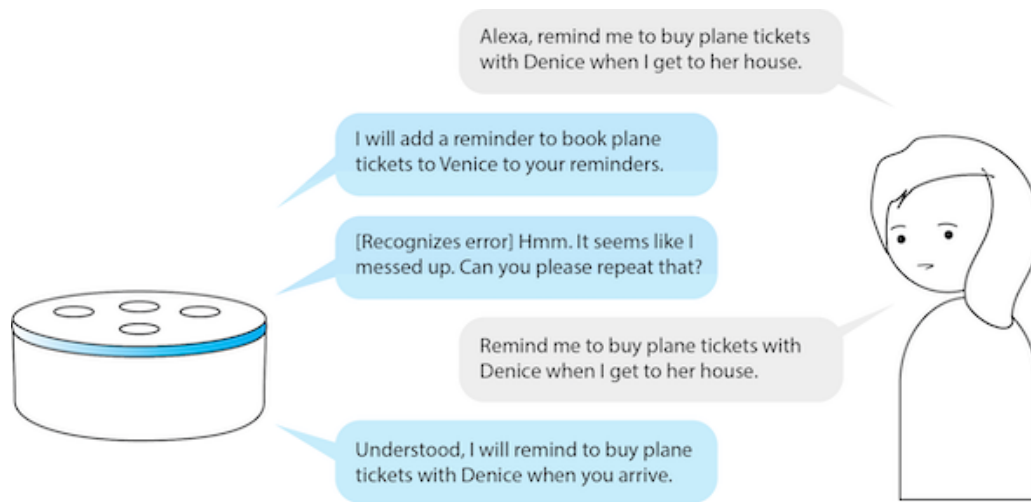 Alexa, remind me to buy plane tickets
with Denice when I get to her house.
I will add a reminder to book plane
tickets to Venice to your reminders.
[Recognizes error] Hmm. It seems like I
messed up. Can you please repeat that?
Remind me to buy plane tickets with
Denice when I get to her house.
Understood, I will remind to buy plane
tickets with Denice when you arrive.